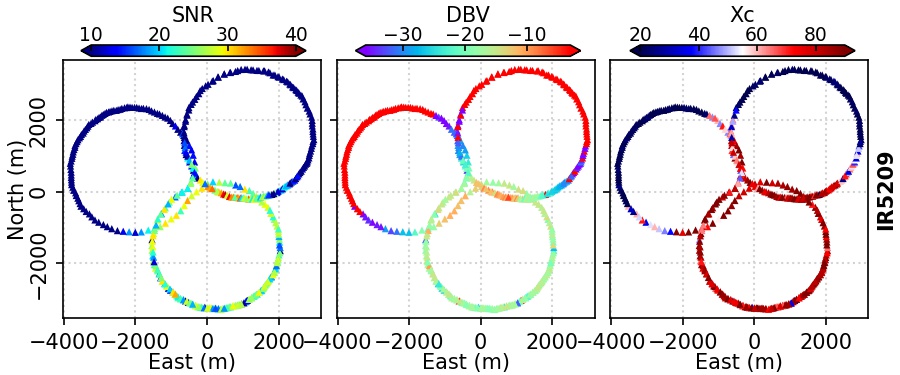 SNR DBV Xc
10 20 30 40 −30 −20 −10 20 40 60 80
2000
0
−2000
North (m)
−4000 −2000 0 2000 −4000 −2000 0 2000 −4000 −2000 0 2000
East (m) East (m) East (m)
IR5209